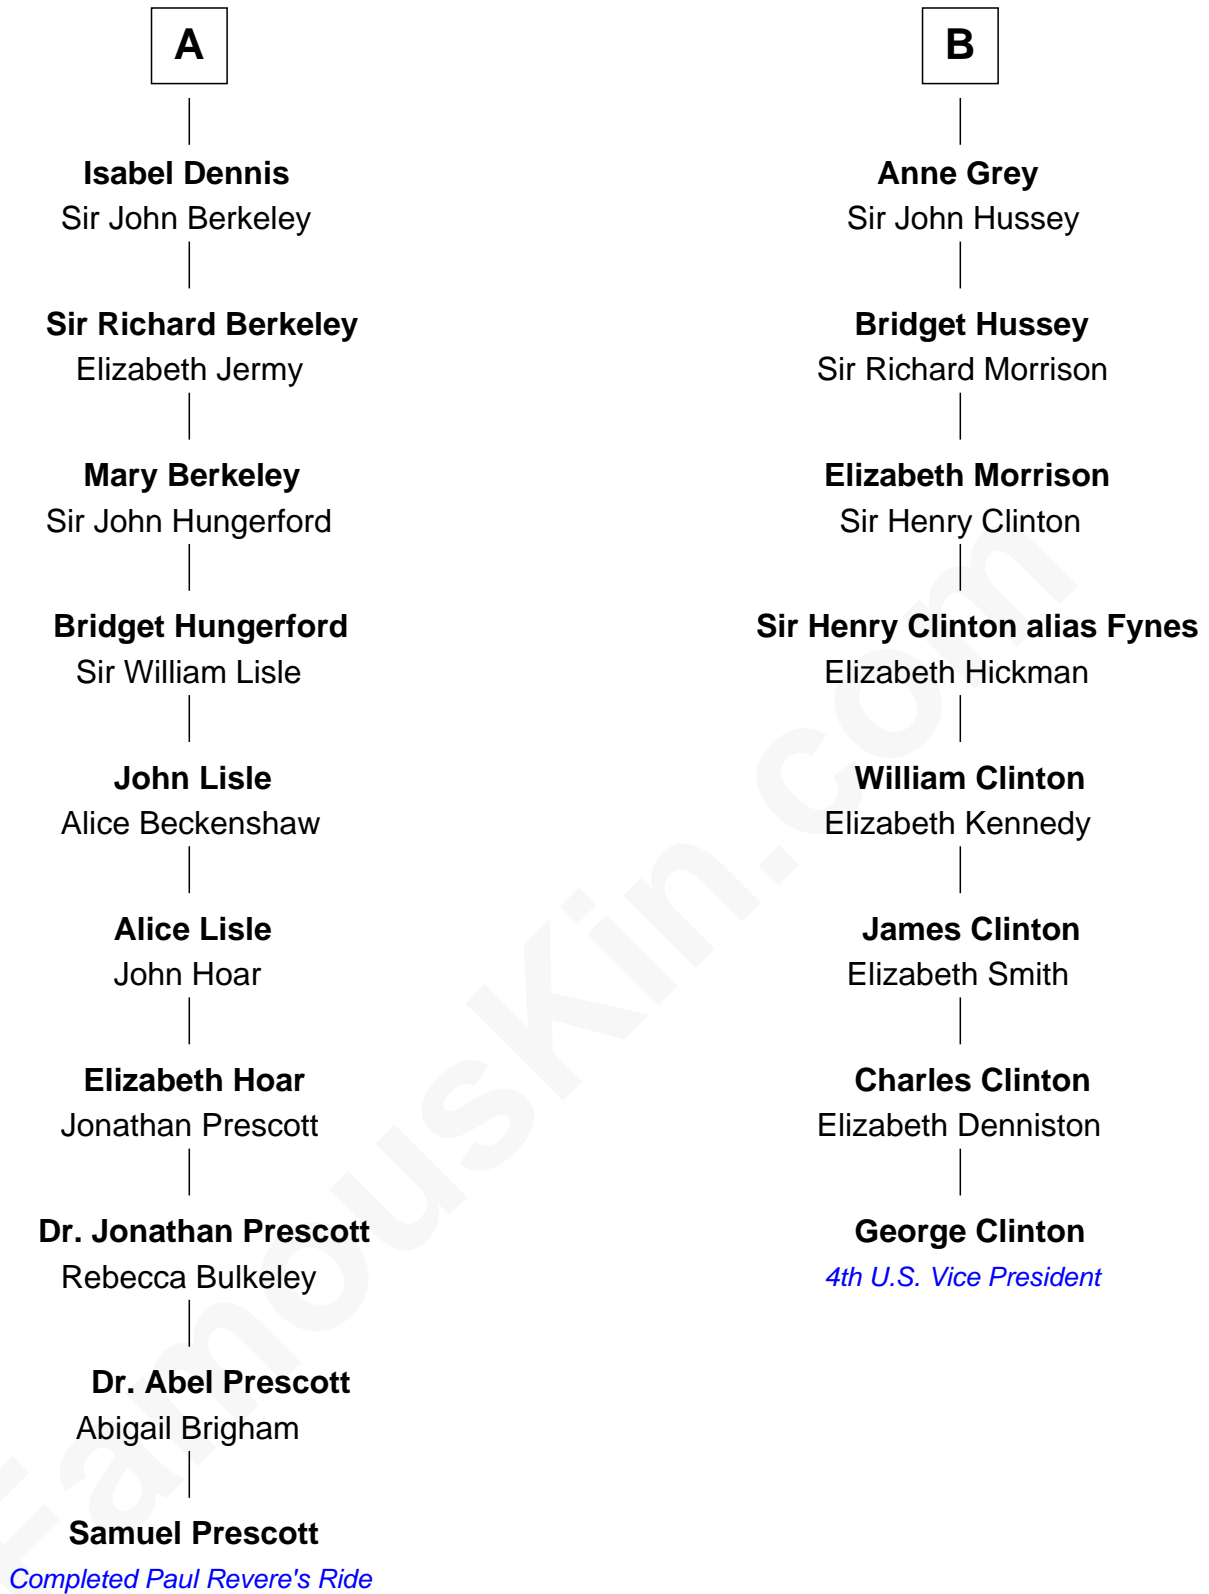 A
Isabel Dennis
Sir John Berkeley
Sir Richard Berkeley
Elizabeth Jermy
Mary Berkeley
Sir John Hungerford
Bridget Hungerford
Sir William Lisle
John Lisle
Alice Beckenshaw
Alice Lisle
John Hoar
Elizabeth Hoar
Jonathan Prescott
Dr. Jonathan Prescott
Rebecca Bulkeley
Dr. Abel Prescott
Abigail Brigham
Samuel Prescott
Completed Paul Revere's Ride
B
Anne Grey
Sir John Hussey
Bridget Hussey
Sir Richard Morrison
Elizabeth Morrison
Sir Henry Clinton
Sir Henry Clinton alias Fynes
Elizabeth Hickman
William Clinton
Elizabeth Kennedy
James Clinton
Elizabeth Smith
Charles Clinton
Elizabeth Denniston
George Clinton
4th U.S. Vice President
FamousKin.com